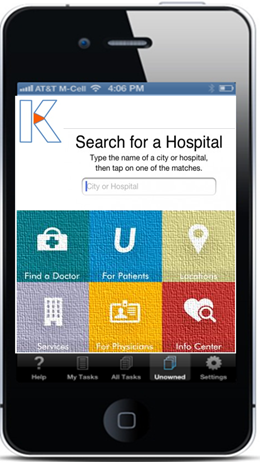 AT&T M-Cell 4:06 PM
K
Search for a Hospital
Type the name of a city or hospital,
then tap on one of the matches.
City or Hospital
U
Find a Doctor For Patients Locations
Services For Physicians Info Center
?
Help My Tasks All Tasks Unowned Settings